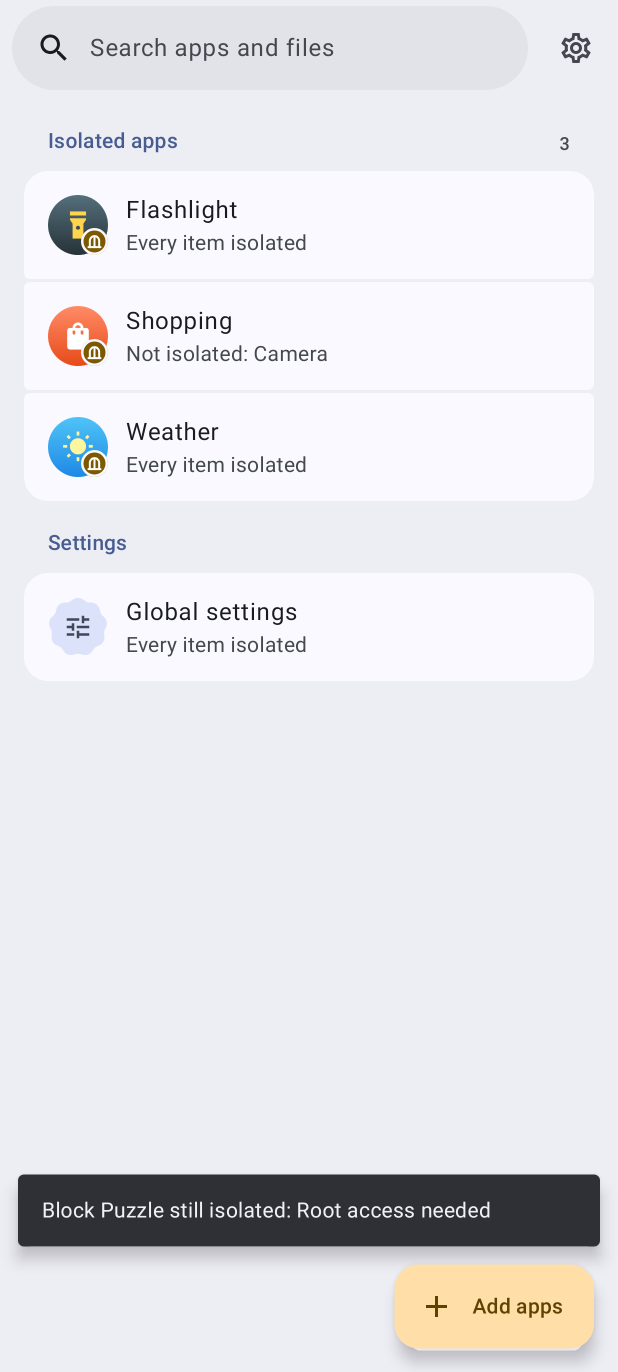 Search apps and files
Isolated apps
3
Flashlight
Every item isolated
Shopping
Not isolated: Camera
Weather
Every item isolated
Settings
Global settings
Every item isolated
Block Puzzle still isolated: Root access needed
Add apps